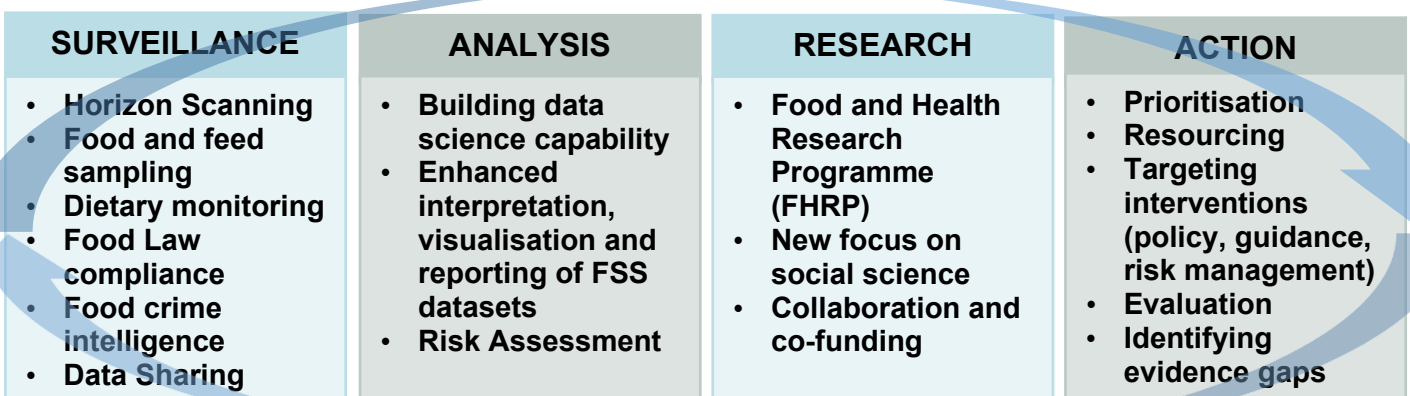 SURVEILLANCE
• Horizon Scanning
• Food and feed
sampling
• Dietary monitoring
• Food Law
compliance
• Food crime
intelligence
• Data Sharing
ANALYSIS
• Building data
science capability
• Enhanced
interpretation,
visualisation and
reporting of FSS
datasets
• Risk Assessment
RESEARCH
• Food and Health
Research
Programme
(FHRP)
• New focus on
social science
• Collaboration and
co-funding
ACTION
• Prioritisation
• Resourcing
• Targeting
interventions
(policy, guidance,
risk management)
• Evaluation
• Identifying
evidence gaps